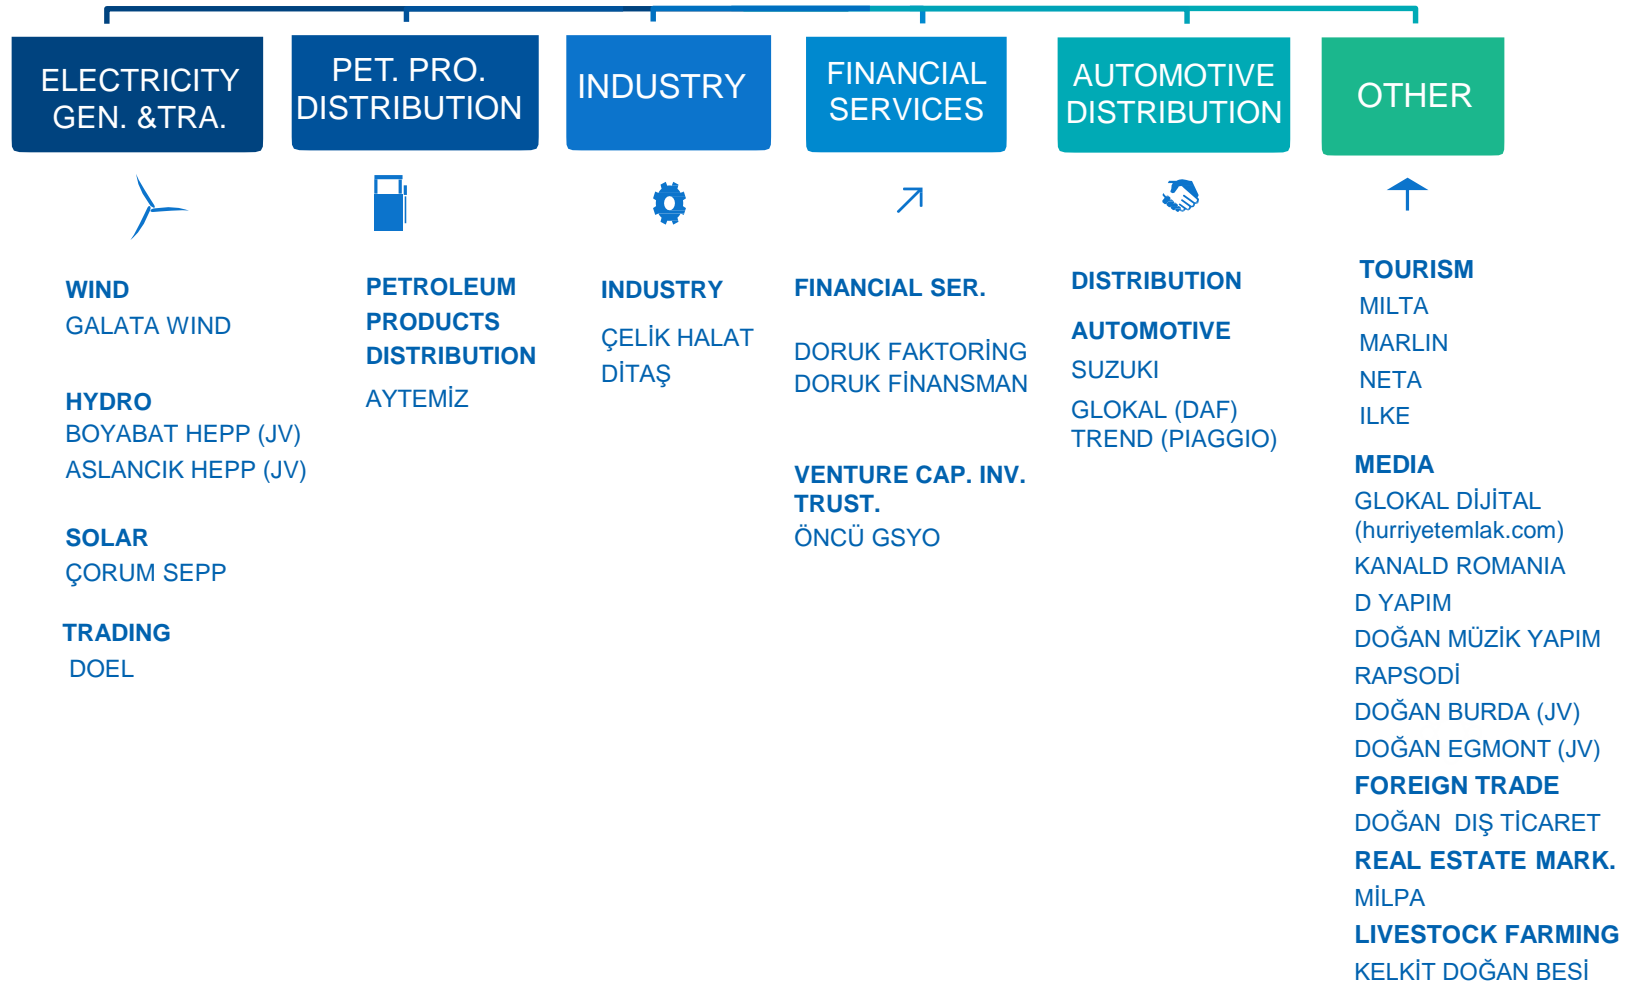 ELECTRICITY
GEN. &TRA.
PET. PRO.
DISTRIBUTION
INDUSTRY
FINANCIAL
SERVICES
AUTOMOTIVE
DISTRIBUTION
OTHER
WIND
GALATA WIND
HYDRO
BOYABAT HEPP (JV)
ASLANCIK HEPP (JV)
SOLAR
ÇORUM SEPP
TRADING
DOEL
PETROLEUM
PRODUCTS
DISTRIBUTION
AYTEMİZ
INDUSTRY
ÇELİK HALAT
DİTAŞ
FINANCIAL SER.
DORUK FAKTORİNG
DORUK FİNANSMAN
VENTURE CAP. INV.
TRUST.
ÖNCÜ GSYO
DISTRIBUTION
AUTOMOTIVE
SUZUKI
GLOKAL (DAF)
TREND (PIAGGIO)
TOURISM
MILTA
MARLIN
NETA
ILKE
MEDIA
GLOKAL DİJİTAL
(hurriyetemlak.com)
KANALD ROMANIA
D YAPIM
DOĞAN MÜZİK YAPIM
RAPSODİ
DOĞAN BURDA (JV)
DOĞAN EGMONT (JV)
FOREIGN TRADE
DOĞAN DIŞ TİCARET
REAL ESTATE MARK.
MİLPA
LIVESTOCK FARMING
KELKİT DOĞAN BESİ